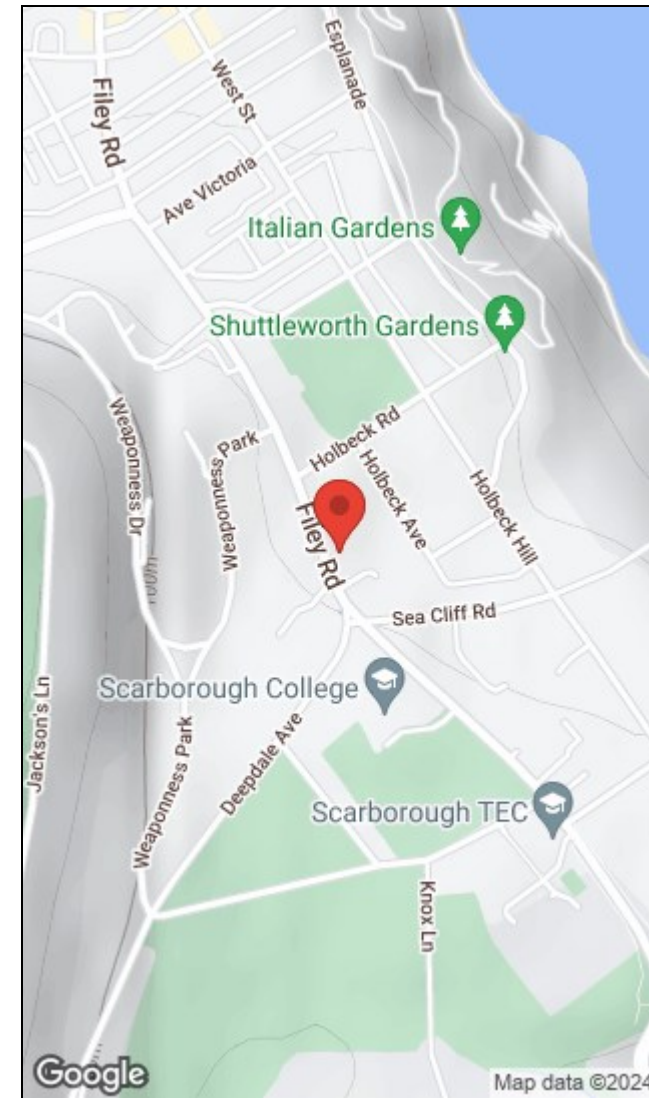 Esplanade
West St
Filey Rd
Ave Victoria
Italian Gardens
Shuttleworth Gardens
Holbeck Rd
Weaponness Park
Weaponness Dr
Holbeck Ave
Holbeck Hill
Filey Rd
100m
Sea Cliff Rd
Scarborough College
Jackson's Ln
Deepdale Ave
Weaponness Park
Scarborough TEC
Knox Ln
Google
Map data ©2024